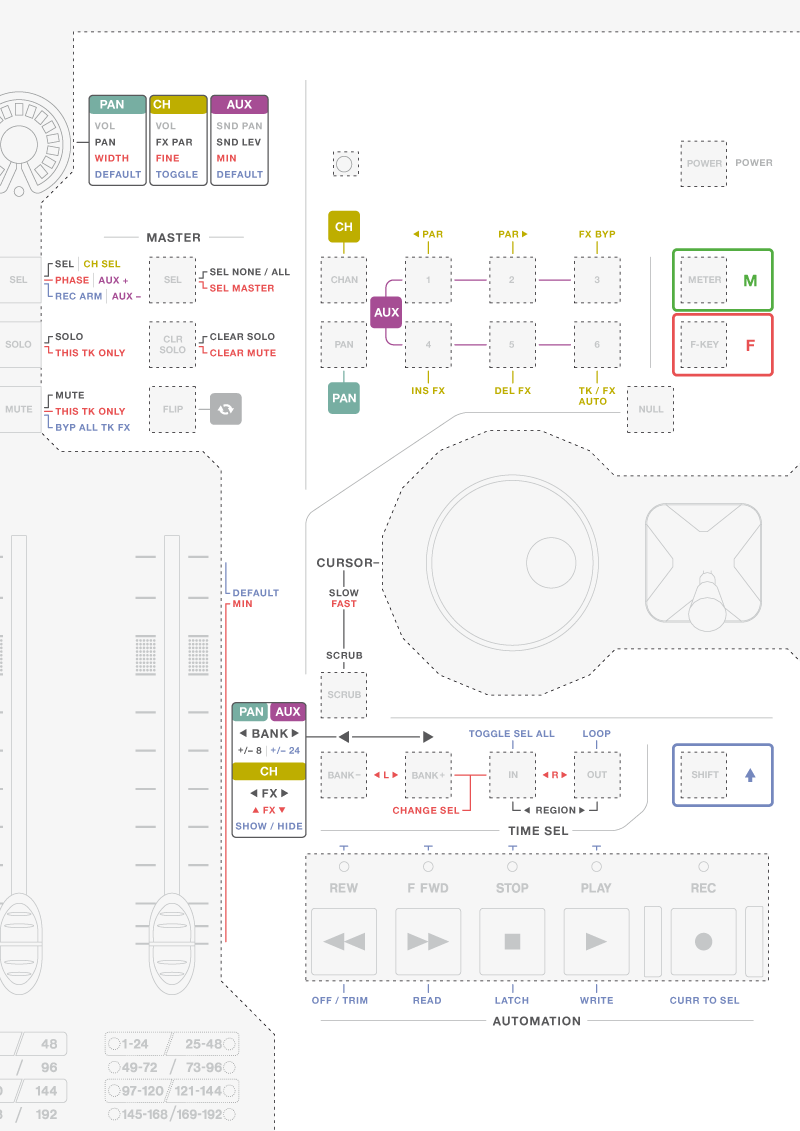 PAN
VOL
PAN
WIDTH
DEFAULT
CH
VOL
FX PAR
FINE
TOGGLE
AUX
SND PAN
SND LEV
MIN
DEFAULT
POWER
POWER
MASTER
SEL
SEL CH SEL
PHASE AUX +
REC ARM AUX –
SEL
SEL NONE / ALL
SEL MASTER
SOLO
SOLO
THIS TK ONLY
CLR
SOLO
CLEAR SOLO
CLEAR MUTE
MUTE
MUTE
THIS TK ONLY
BYP ALL TK FX
FLIP
CH
◀ PAR
PAR ▶
FX BYP
CHAN
1
2
3
METER
M
AUX
PAN
4
5
6
F-KEY
F
PAN
INS FX
DEL FX
TK / FX
AUTO
NULL
CURSOR
SLOW
FAST
SCRUB
SCRUB
DEFAULT
MIN
PAN AUX
◀ BANK ▶
+/– 8 +/– 24
CH
◀ FX ▶
▲ FX ▼
SHOW / HIDE
TOGGLE SEL ALL
LOOP
BANK–
◀ L ▶
BANK+
IN
◀ R ▶
OUT
SHIFT
CHANGE SEL
◀ REGION ▶
TIME SEL
REW
F FWD
STOP
PLAY
REC
OFF / TRIM
READ
LATCH
WRITE
CURR TO SEL
AUTOMATION
/ 48
1-24 / 25-48
/ 96
49-72 / 73-96
/ 144
97-120 / 121-144
/ 192
145-168 / 169-192